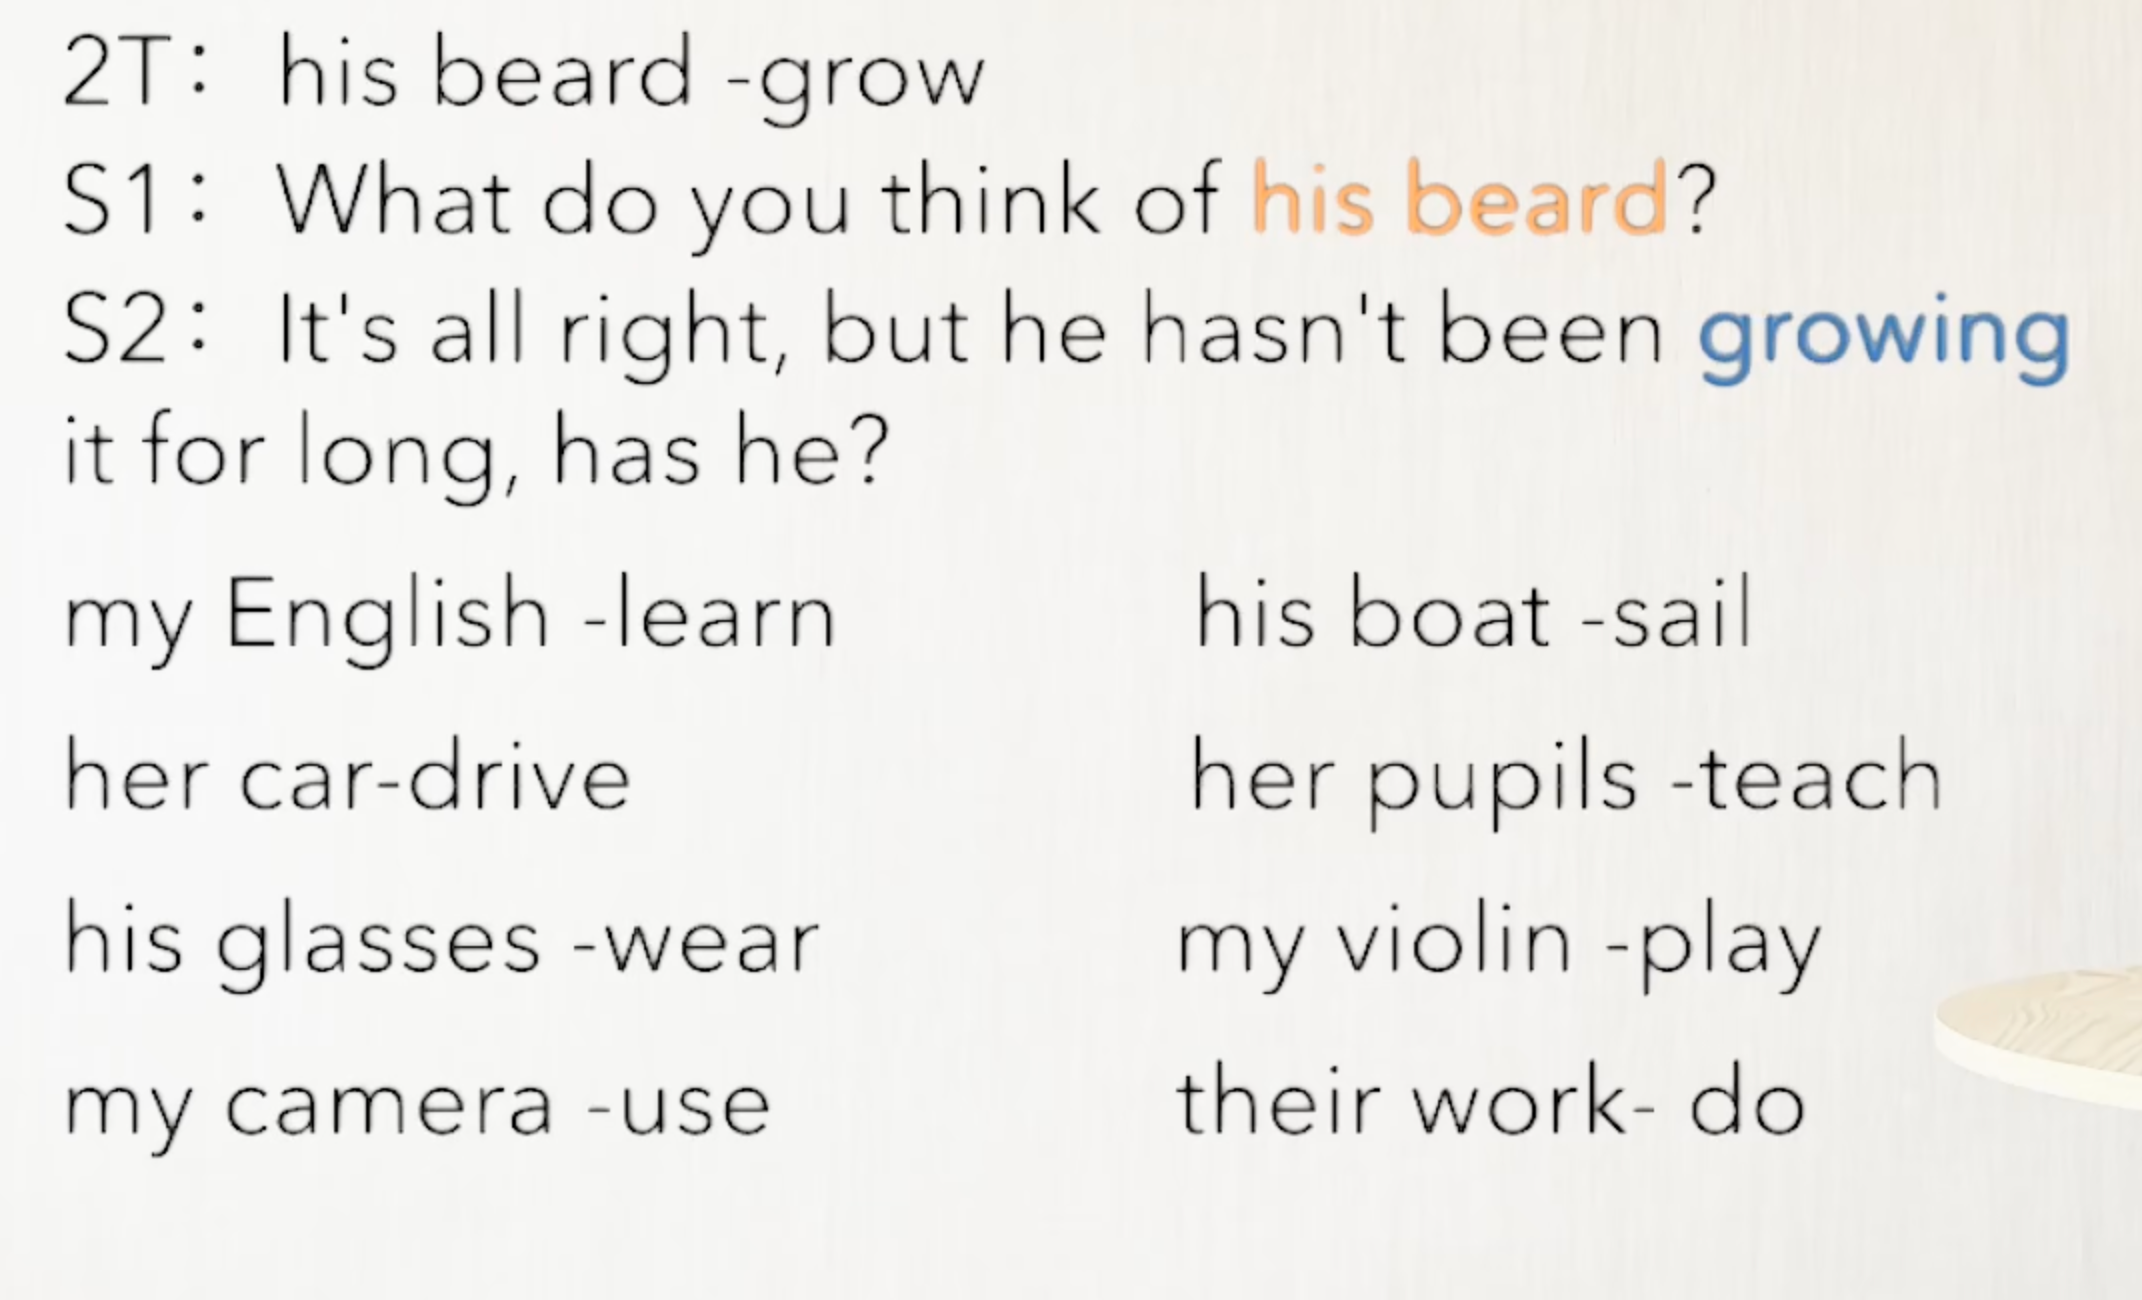 2T: his beard -grow
S1: What do you think of his beard?
S2: It's all right, but he hasn't been growing
it for long, has he?
my English -learn
his boat -sail
her car-drive
her pupils -teach
his glasses -wear
my violin -play
my camera -use
their work- do